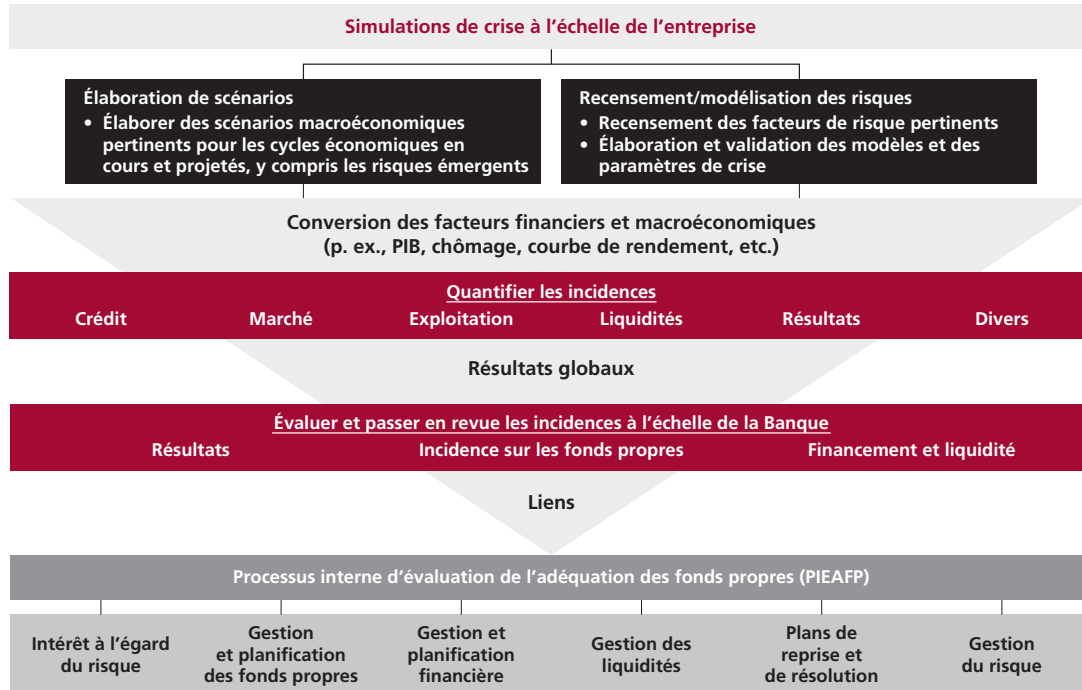 Simulations de crise à l’échelle de l’entreprise
Élaboration de scénarios
• Élaborer des scénarios macroéconomiques
pertinents pour les cycles économiques en
cours et projetés, y compris les risques émergents
Recensement/modélisation des risques
• Recensement des facteurs de risque pertinents
• Élaboration et validation des modèles et des
paramètres de crise
Conversion des facteurs financiers et macroéconomiques
(p. ex., PIB, chômage, courbe de rendement, etc.)
Quantifier les incidences
Crédit Marché Exploitation Liquidités Résultats Divers
Résultats globaux
Évaluer et passer en revue les incidences à l’échelle de la Banque
Résultats Incidence sur les fonds propres Financement et liquidité
Liens
Processus interne d’évaluation de l’adéquation des fonds propres (PIEAFP)
Intérêt à l’égard
du risque
Gestion
et planification
des fonds propres
Gestion et
planification
financière
Gestion des
liquidités
Plans de
reprise et
de résolution
Gestion
du risque